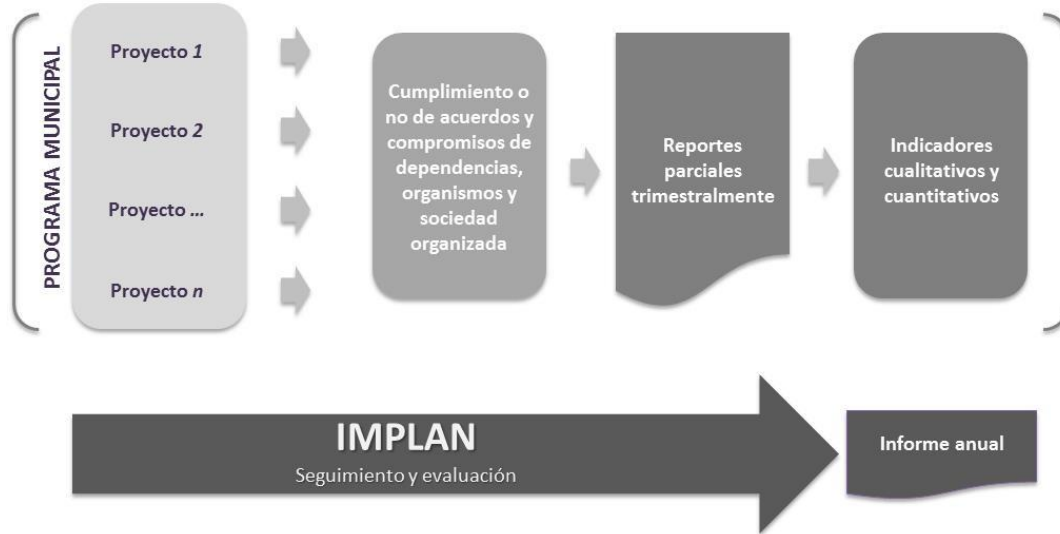 PROGRAMA MUNICIPAL
Proyecto 1
Proyecto 2
Proyecto ...
Proyecto n
Cumplimiento o
no de acuerdos y
compromisos de
dependencias,
organismos y
sociedad
organizada
Reportes
parciales
trimestralmente
Indicadores
cualitativos y
cuantitativos
IMPLAN
Seguimiento y evaluación
Informe anual